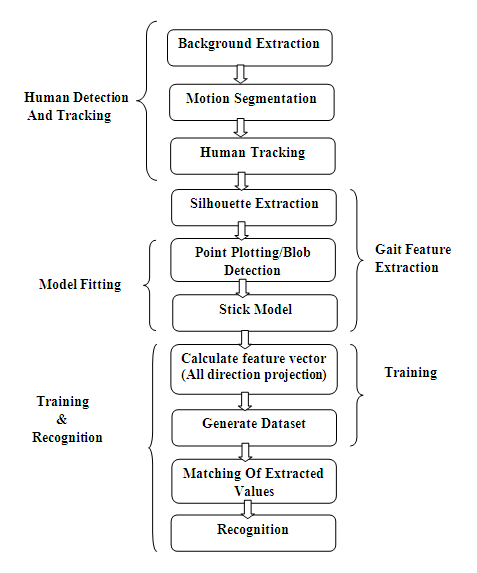 Background Extraction
Human Detection
And Tracking
Motion Segmentation
Human Tracking
Silhouette Extraction
Gait Feature
Extraction
Point Plotting/Blob
Detection
Model Fitting
Stick Model
Calculate feature vector
(All direction projection)
Training
Training
&
Recognition
Generate Dataset
Matching Of Extracted
Values
Recognition